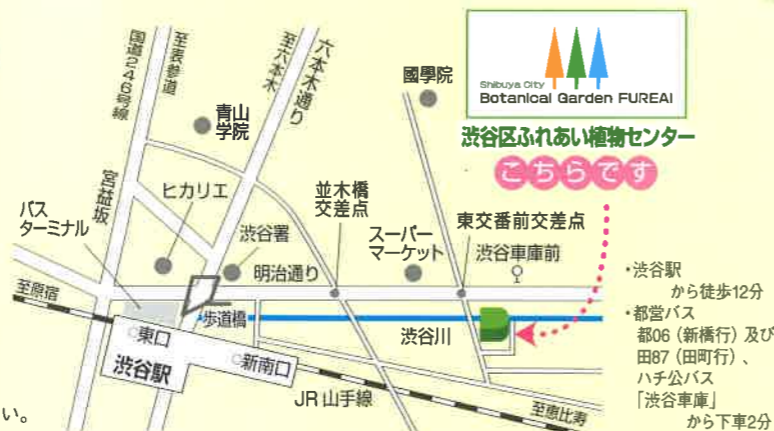 Shibuya City
Botanical Garden FUREAI
渋谷区ふれあい植物センター
こちらです
国道246号線
至表参道
六本木通り
至六本木
國學院
青山
学院
宮益坂
ヒカリエ
バス
ターミナル
並木橋
交差点
東交番前交差点
渋谷署
スーパー
マーケット
渋谷車庫前
明治通り
至原宿
歩道橋
渋谷川
東口
新南口
渋谷駅
JR山手線
至恵比寿
・渋谷駅
から徒歩12分
・都営バス
都06(新橋行)及び
田87(田町行)、
ハチ公バス
「渋谷車庫」
から下車2分
い。